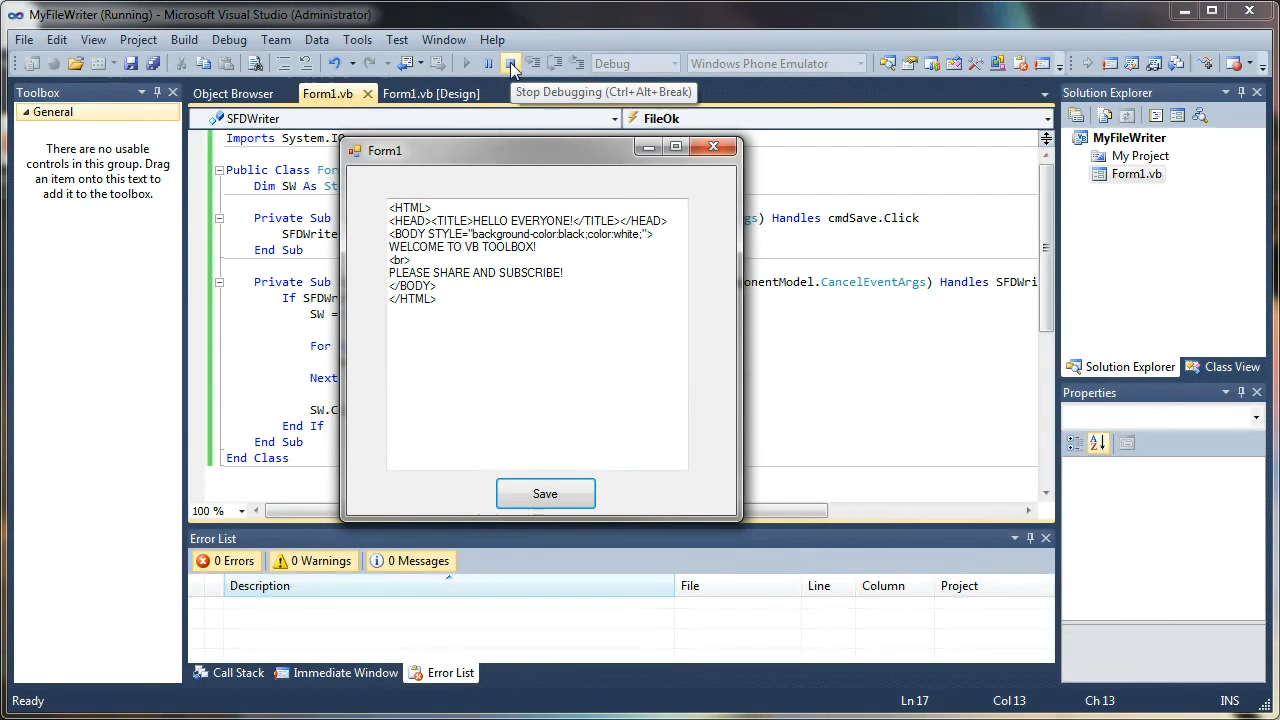 MyFileWriter (Running) - Microsoft Visual Studio (Administrator)
File Edit View Project Build Debug Team Data Tools Test Window Help
Debug Windows Phone Emulator
Stop Debugging (Ctrl+Alt+Break)
Toolbox
General
There are no usable
controls in this group. Drag
an item onto this text to
add it to the toolbox.
Object Browser Form1.vb Form1.vb [Design]
SFDWriter FileOk
Imports System.IO
Public Class For
Dim SW As St
Private Sub s) Handles cmdSave.Click
SFDWrite
End Sub
Private Sub onentModel.CancelEventArgs) Handles SFDWri
If SFDWr
SW =
For
Next
SW.C
End If
End Sub
End Class
100 %
Form1
<HTML>
<HEAD><TITLE>HELLO EVERYONE!</TITLE></HEAD>
<BODY STYLE="background-color:black;color:white;">
WELCOME TO VB TOOLBOX!
<br>
PLEASE SHARE AND SUBSCRIBE!
</BODY>
</HTML>
Save
Solution Explorer
MyFileWriter
My Project
Form1.vb
Solution Explorer Class View
Properties
Error List
0 Errors 0 Warnings 0 Messages
Description File Line Column Project
Call Stack Immediate Window Error List
Ready Ln 17 Col 13 Ch 13 INS